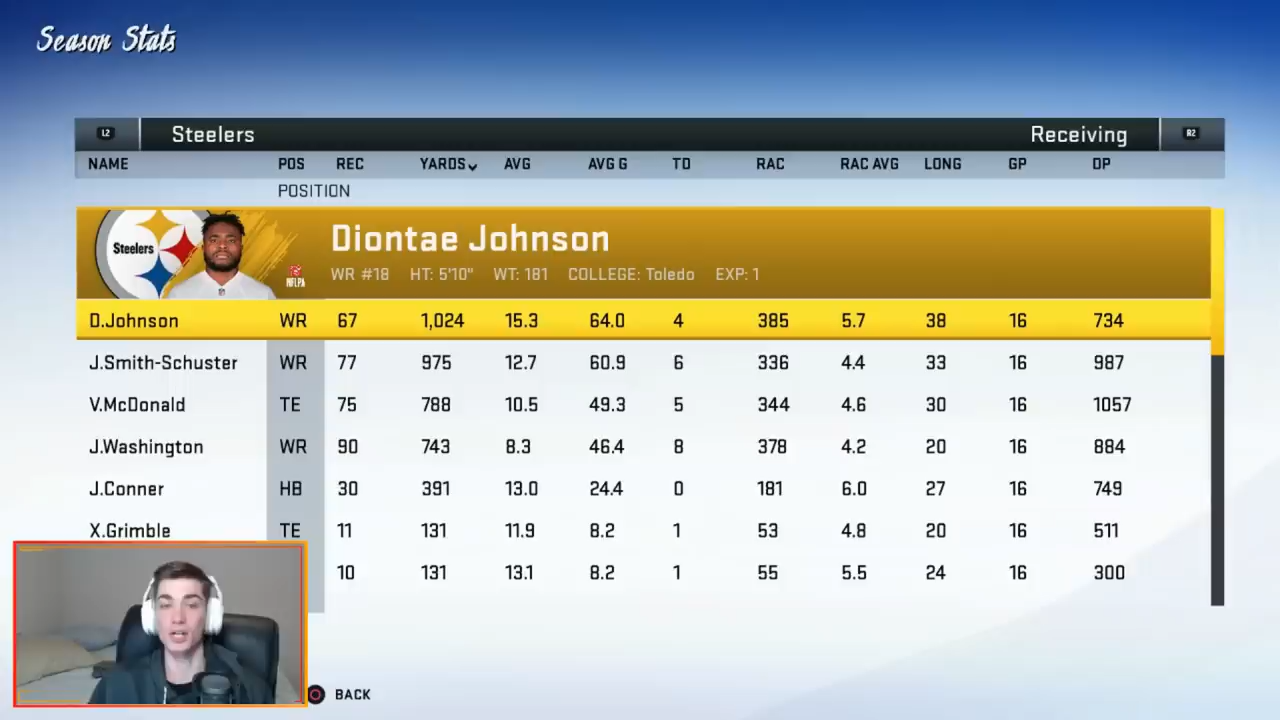 Season Stats
L2 Steelers Receiving R2
NAME POS REC YARDS AVG AVG G TD RAC RAC AVG LONG GP DP
POSITION
Steelers
NFLPA
Diontae Johnson
WR #18 HT: 5'10" WT: 181 COLLEGE: Toledo EXP: 1
D.Johnson WR 67 1,024 15.3 64.0 4 385 5.7 38 16 734
J.Smith-Schuster WR 77 975 12.7 60.9 6 336 4.4 33 16 987
V.McDonald TE 75 788 10.5 49.3 5 344 4.6 30 16 1057
J.Washington WR 90 743 8.3 46.4 8 378 4.2 20 16 884
J.Conner HB 30 391 13.0 24.4 0 181 6.0 27 16 749
X.Grimble TE 11 131 11.9 8.2 1 53 4.8 20 16 511
10 131 13.1 8.2 1 55 5.5 24 16 300
BACK